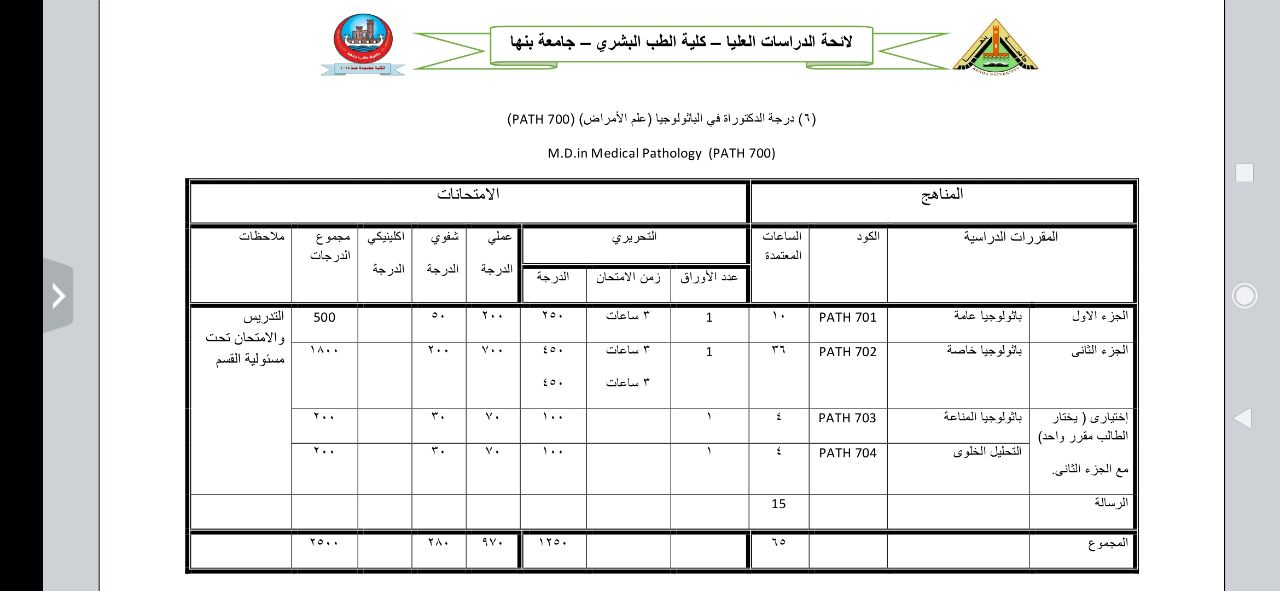 لائحة الدراسات العليا – كلية الطب البشري – جامعة بنها
(٦) درجة الدكتوراة في الباثولوجيا (علم الأمراض) (PATH 700)
M.D.in Medical Pathology (PATH 700)
المناهج الامتحانات
المقررات الدراسية الكود الساعات المعتمدة التحريري عملي الدرجة شفوي الدرجة اكلينيكي الدرجة مجموع الدرجات ملاحظات
عدد الأوراق زمن الامتحان الدرجة
الجزء الاول باثولوجيا عامة PATH 701 ١٠ 1 ٣ ساعات ٢٥٠ ٢٠٠ ٥٠ 500 التدريس والامتحان تحت مسئولية القسم
الجزء الثانى باثولوجيا خاصة PATH 702 ٣٦ 1 ٣ ساعات ٤٥٠ ٧٠٠ ٢٠٠ ١٨٠٠
٣ ساعات ٤٥٠
إختيارى ( يختار الطالب مقرر واحد) مع الجزء الثانى.
باثولوجيا المناعة PATH 703 ٤ ١ ١٠٠ ٧٠ ٣٠ ٢٠٠
التحليل الخلوى PATH 704 ٤ ١ ١٠٠ ٧٠ ٣٠ ٢٠٠
الرسالة 15
المجموع ٦٥ ١٢٥٠ ٩٧٠ ٢٨٠ ٢٥٠٠